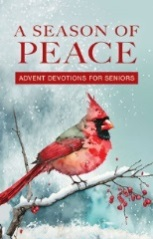 A SEASON OF
PEACE
ADVENT DEVOTIONS FOR SENIORS